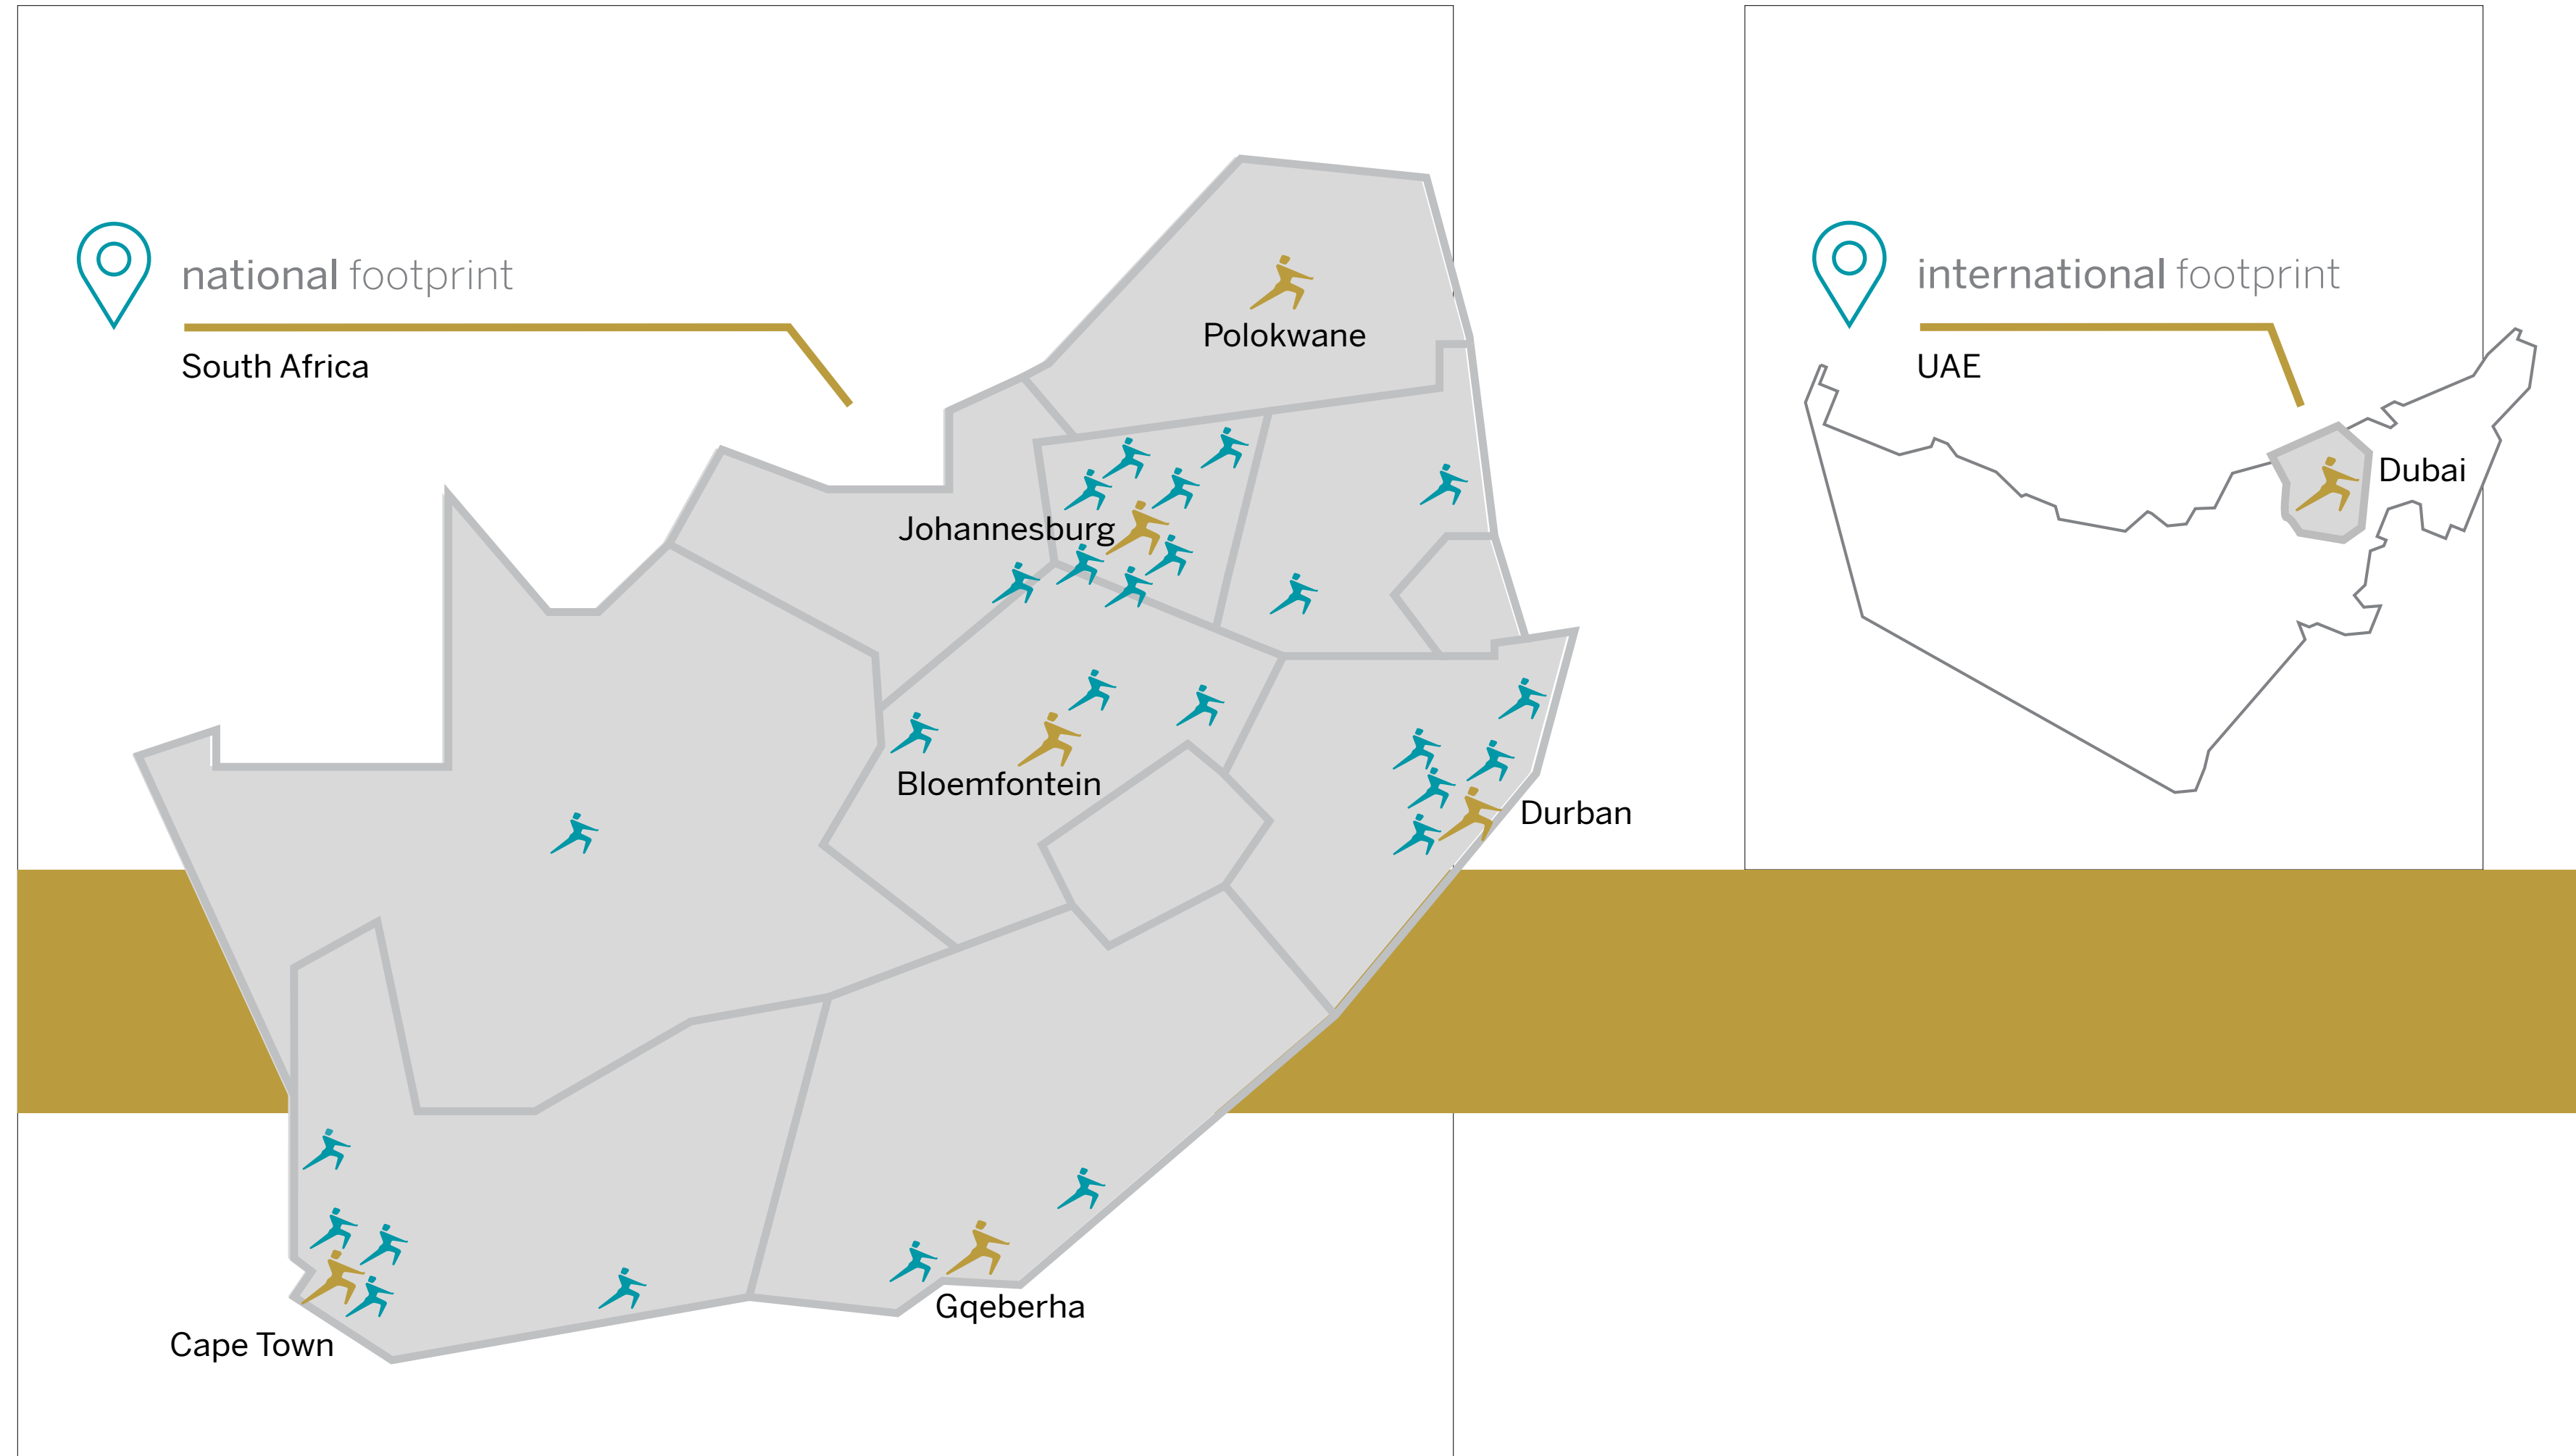 national footprint
South Africa
Polokwane
Johannesburg
Bloemfontein
Durban
Gqeberha
Cape Town
international footprint
UAE
Dubai